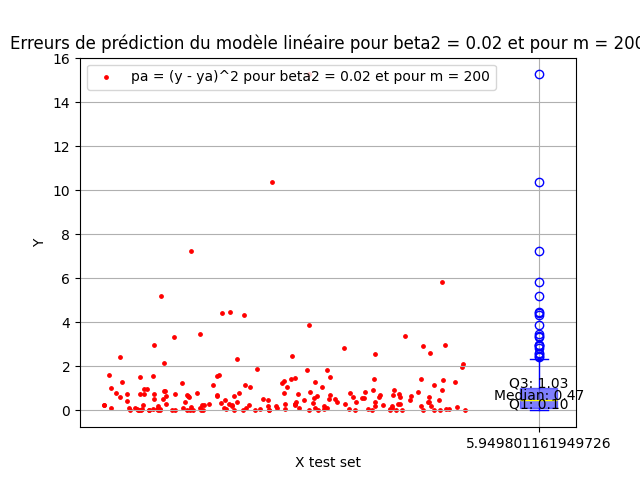 Erreurs de prédiction du modèle linéaire pour beta2 = 0.02 et pour m = 200
pa = (y - ya)^2 pour beta2 = 0.02 et pour m = 200
16
14
12
10
8
6
4
2
0
Y
Q3: 1.03
Median: 0.47
Q1: 0.10
5.949801161949726
X test set